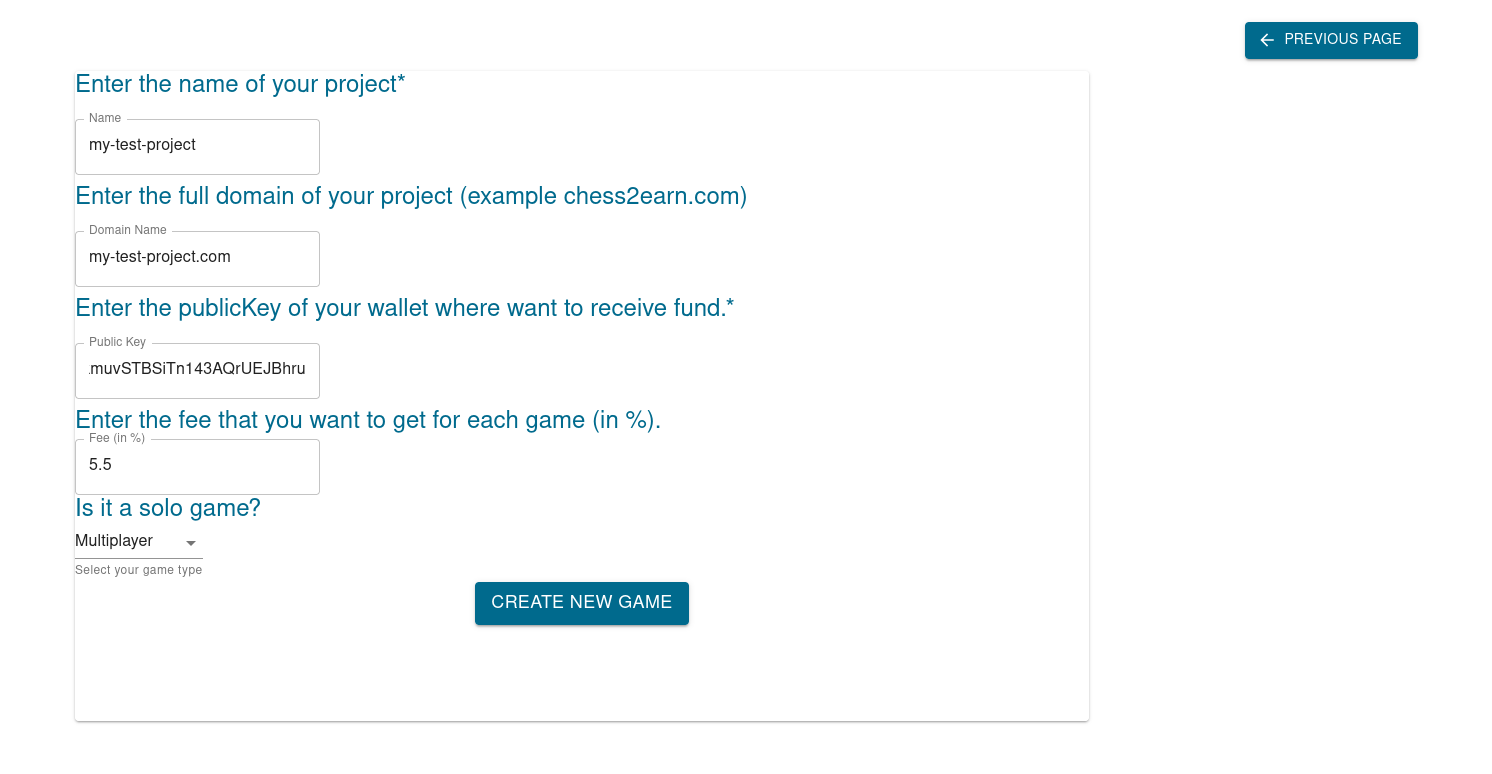 PREVIOUS PAGE
Enter the name of your project*
Name
my-test-project
Enter the full domain of your project (example chess2earn.com)
Domain Name
my-test-project.com
Enter the publicKey of your wallet where want to receive fund.*
Public Key
muvSTBSiTn143AQrUEJBhru
Enter the fee that you want to get for each game (in %).
Fee (in %)
5.5
Is it a solo game?
Multiplayer
Select your game type
CREATE NEW GAME